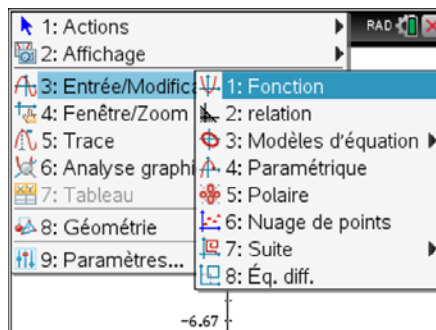 1: Actions
2: Affichage
3: Entrée/Modifica
4: Fenêtre/Zoom
5: Trace
6: Analyse graphi
7: Tableau
8: Géométrie
9: Paramètres...
RAD
1: Fonction
2: relation
3: Modèles d'équation
4: Paramétrique
5: Polaire
6: Nuage de points
7: Suite
8: Éq. diff.
-6.67